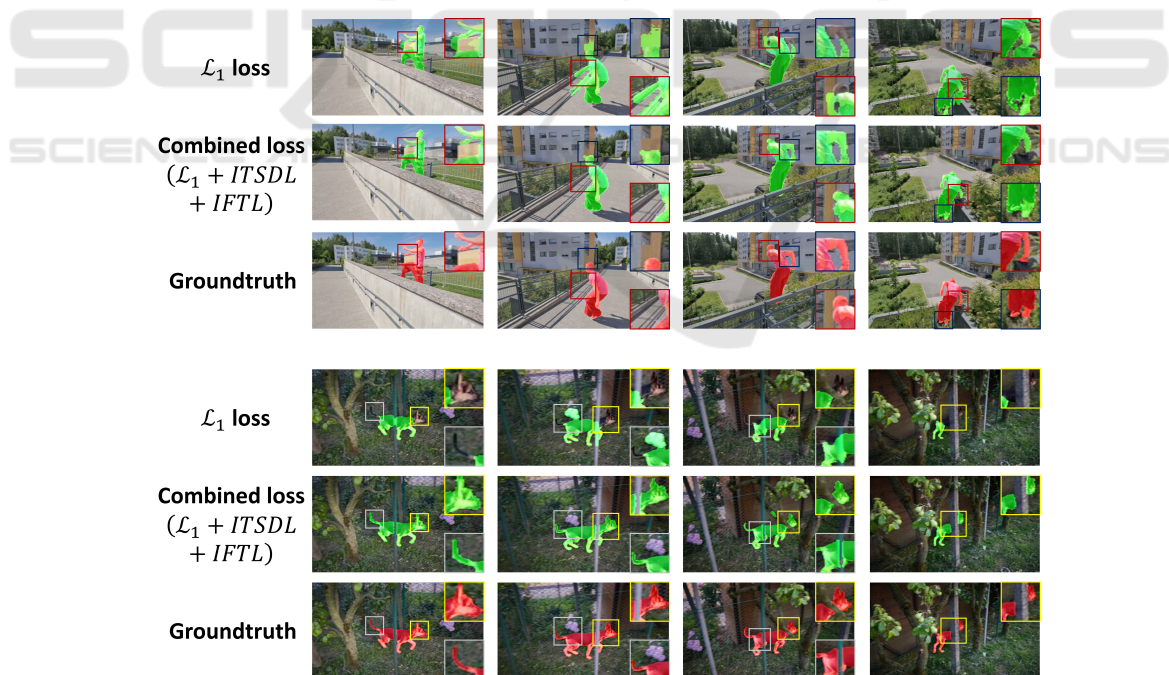 ℒ₁ loss
Combined loss
(ℒ₁ + ITSDL
+ IFTL)
Groundtruth
ℒ₁ loss
Combined loss
(ℒ₁ + ITSDL
+ IFTL)
Groundtruth